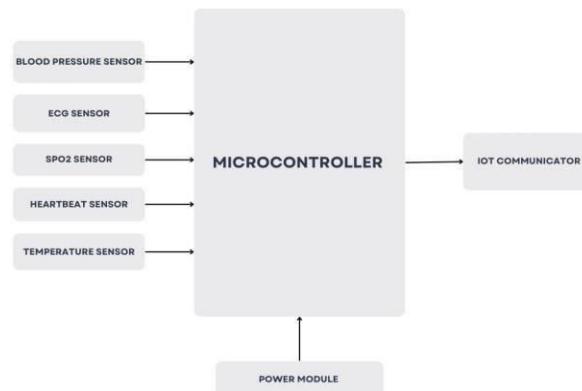 BLOOD PRESSURE SENSOR
ECG SENSOR
SPO2 SENSOR
HEARTBEAT SENSOR
TEMPERATURE SENSOR
MICROCONTROLLER
IOT COMMUNICATOR
POWER MODULE